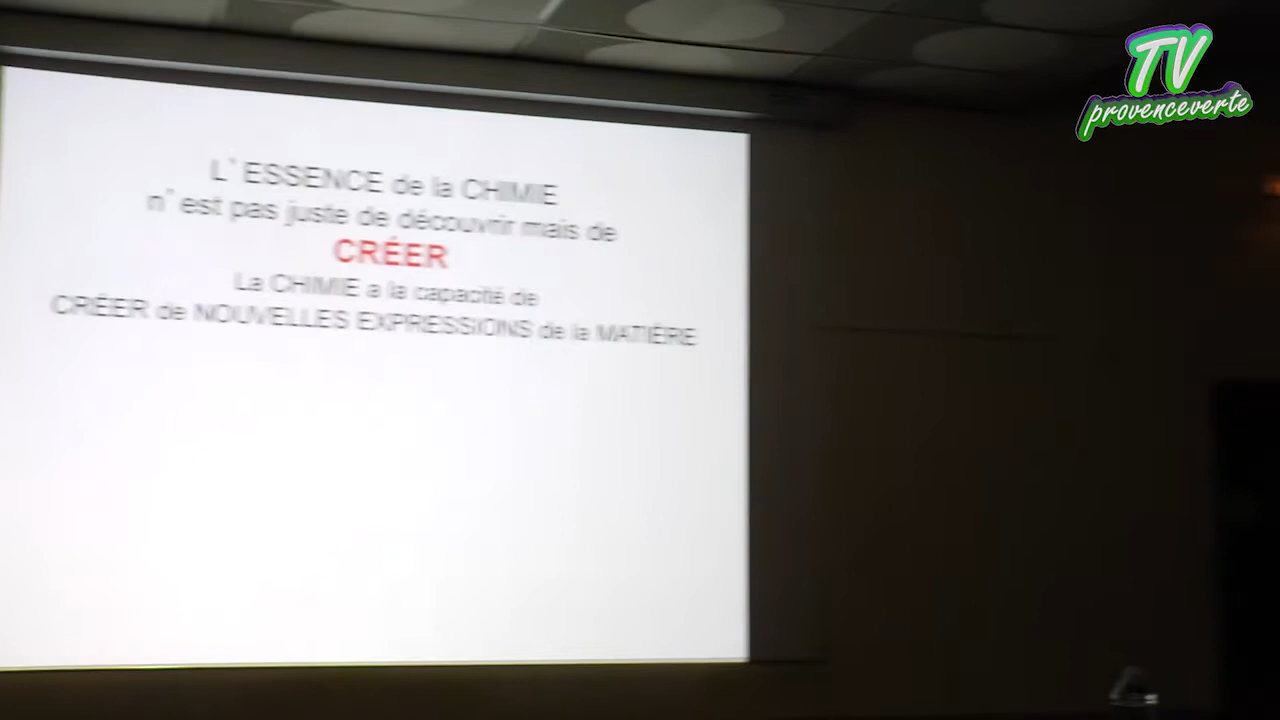 L'ESSENCE de la CHIMIE
n'est pas juste de découvrir mais de
CRÉER
La CHIMIE a la capacité de
CRÉER de NOUVELLES EXPRESSIONS de la MATIÈRE
TV
provenceverte